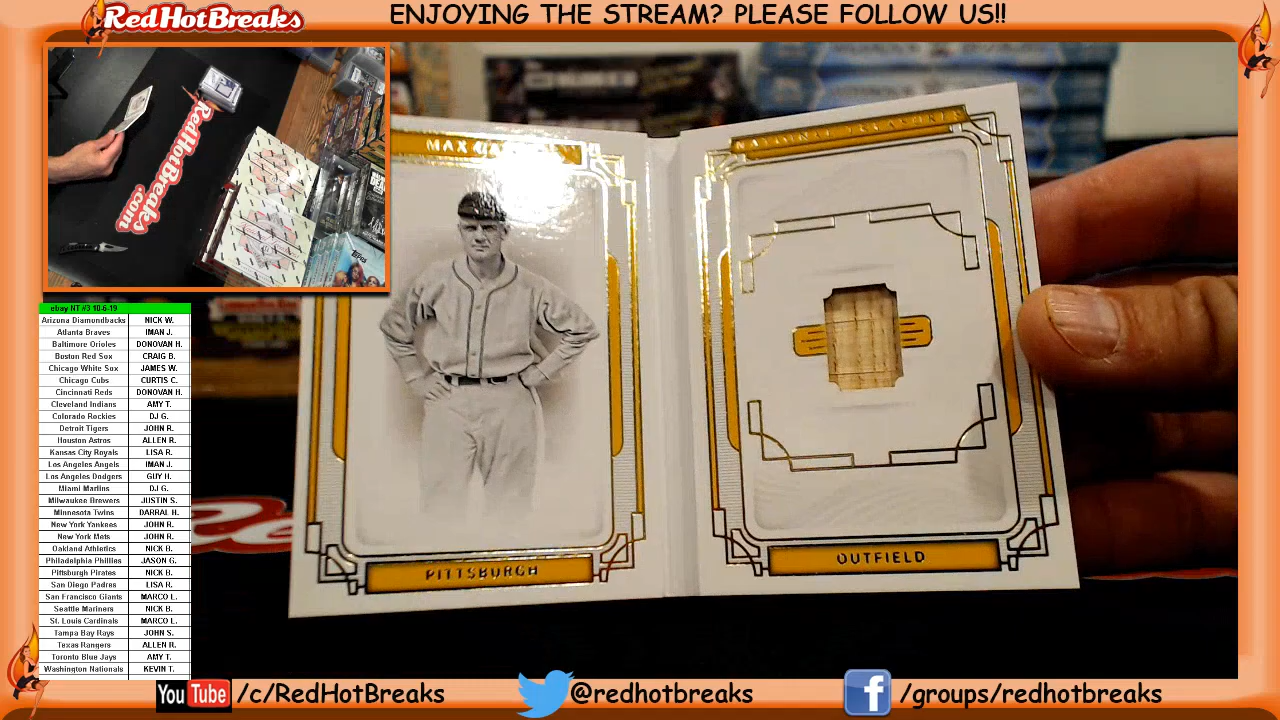 RedHotBreaks
ENJOYING THE STREAM? PLEASE FOLLOW US!!
RedHotBreaks
.com
ebay NT #3 10-6-19
Arizona Diamondbacks NICK W.
Atlanta Braves IMAN J.
Baltimore Orioles DONOVAN H.
Boston Red Sox CRAIG B.
Chicago White Sox JAMES W.
Chicago Cubs CURTIS C.
Cincinnati Reds DONOVAN H.
Cleveland Indians AMY T.
Colorado Rockies DJ G.
Detroit Tigers JOHN R.
Houston Astros ALLEN R.
Kansas City Royals LISA R.
Los Angeles Angels IMAN J.
Los Angeles Dodgers GUY H.
Miami Marlins DJ G.
Milwaukee Brewers JUSTIN S.
Minnesota Twins DARRAL H.
New York Yankees JOHN R.
New York Mets JOHN R.
Oakland Athletics NICK B.
Philadelphia Phillies JASON G.
Pittsburgh Pirates NICK B.
San Diego Padres LISA R.
San Francisco Giants MARCO L.
Seattle Mariners NICK B.
St. Louis Cardinals MARCO L.
Tampa Bay Rays JOHN S.
Texas Rangers ALLEN R.
Toronto Blue Jays AMY T.
Washington Nationals KEVIN T.
MAX
NATIONAL TREASURES
PITTSBURGH
OUTFIELD
You Tube /c/RedHotBreaks
@redhotbreaks
f /groups/redhotbreaks